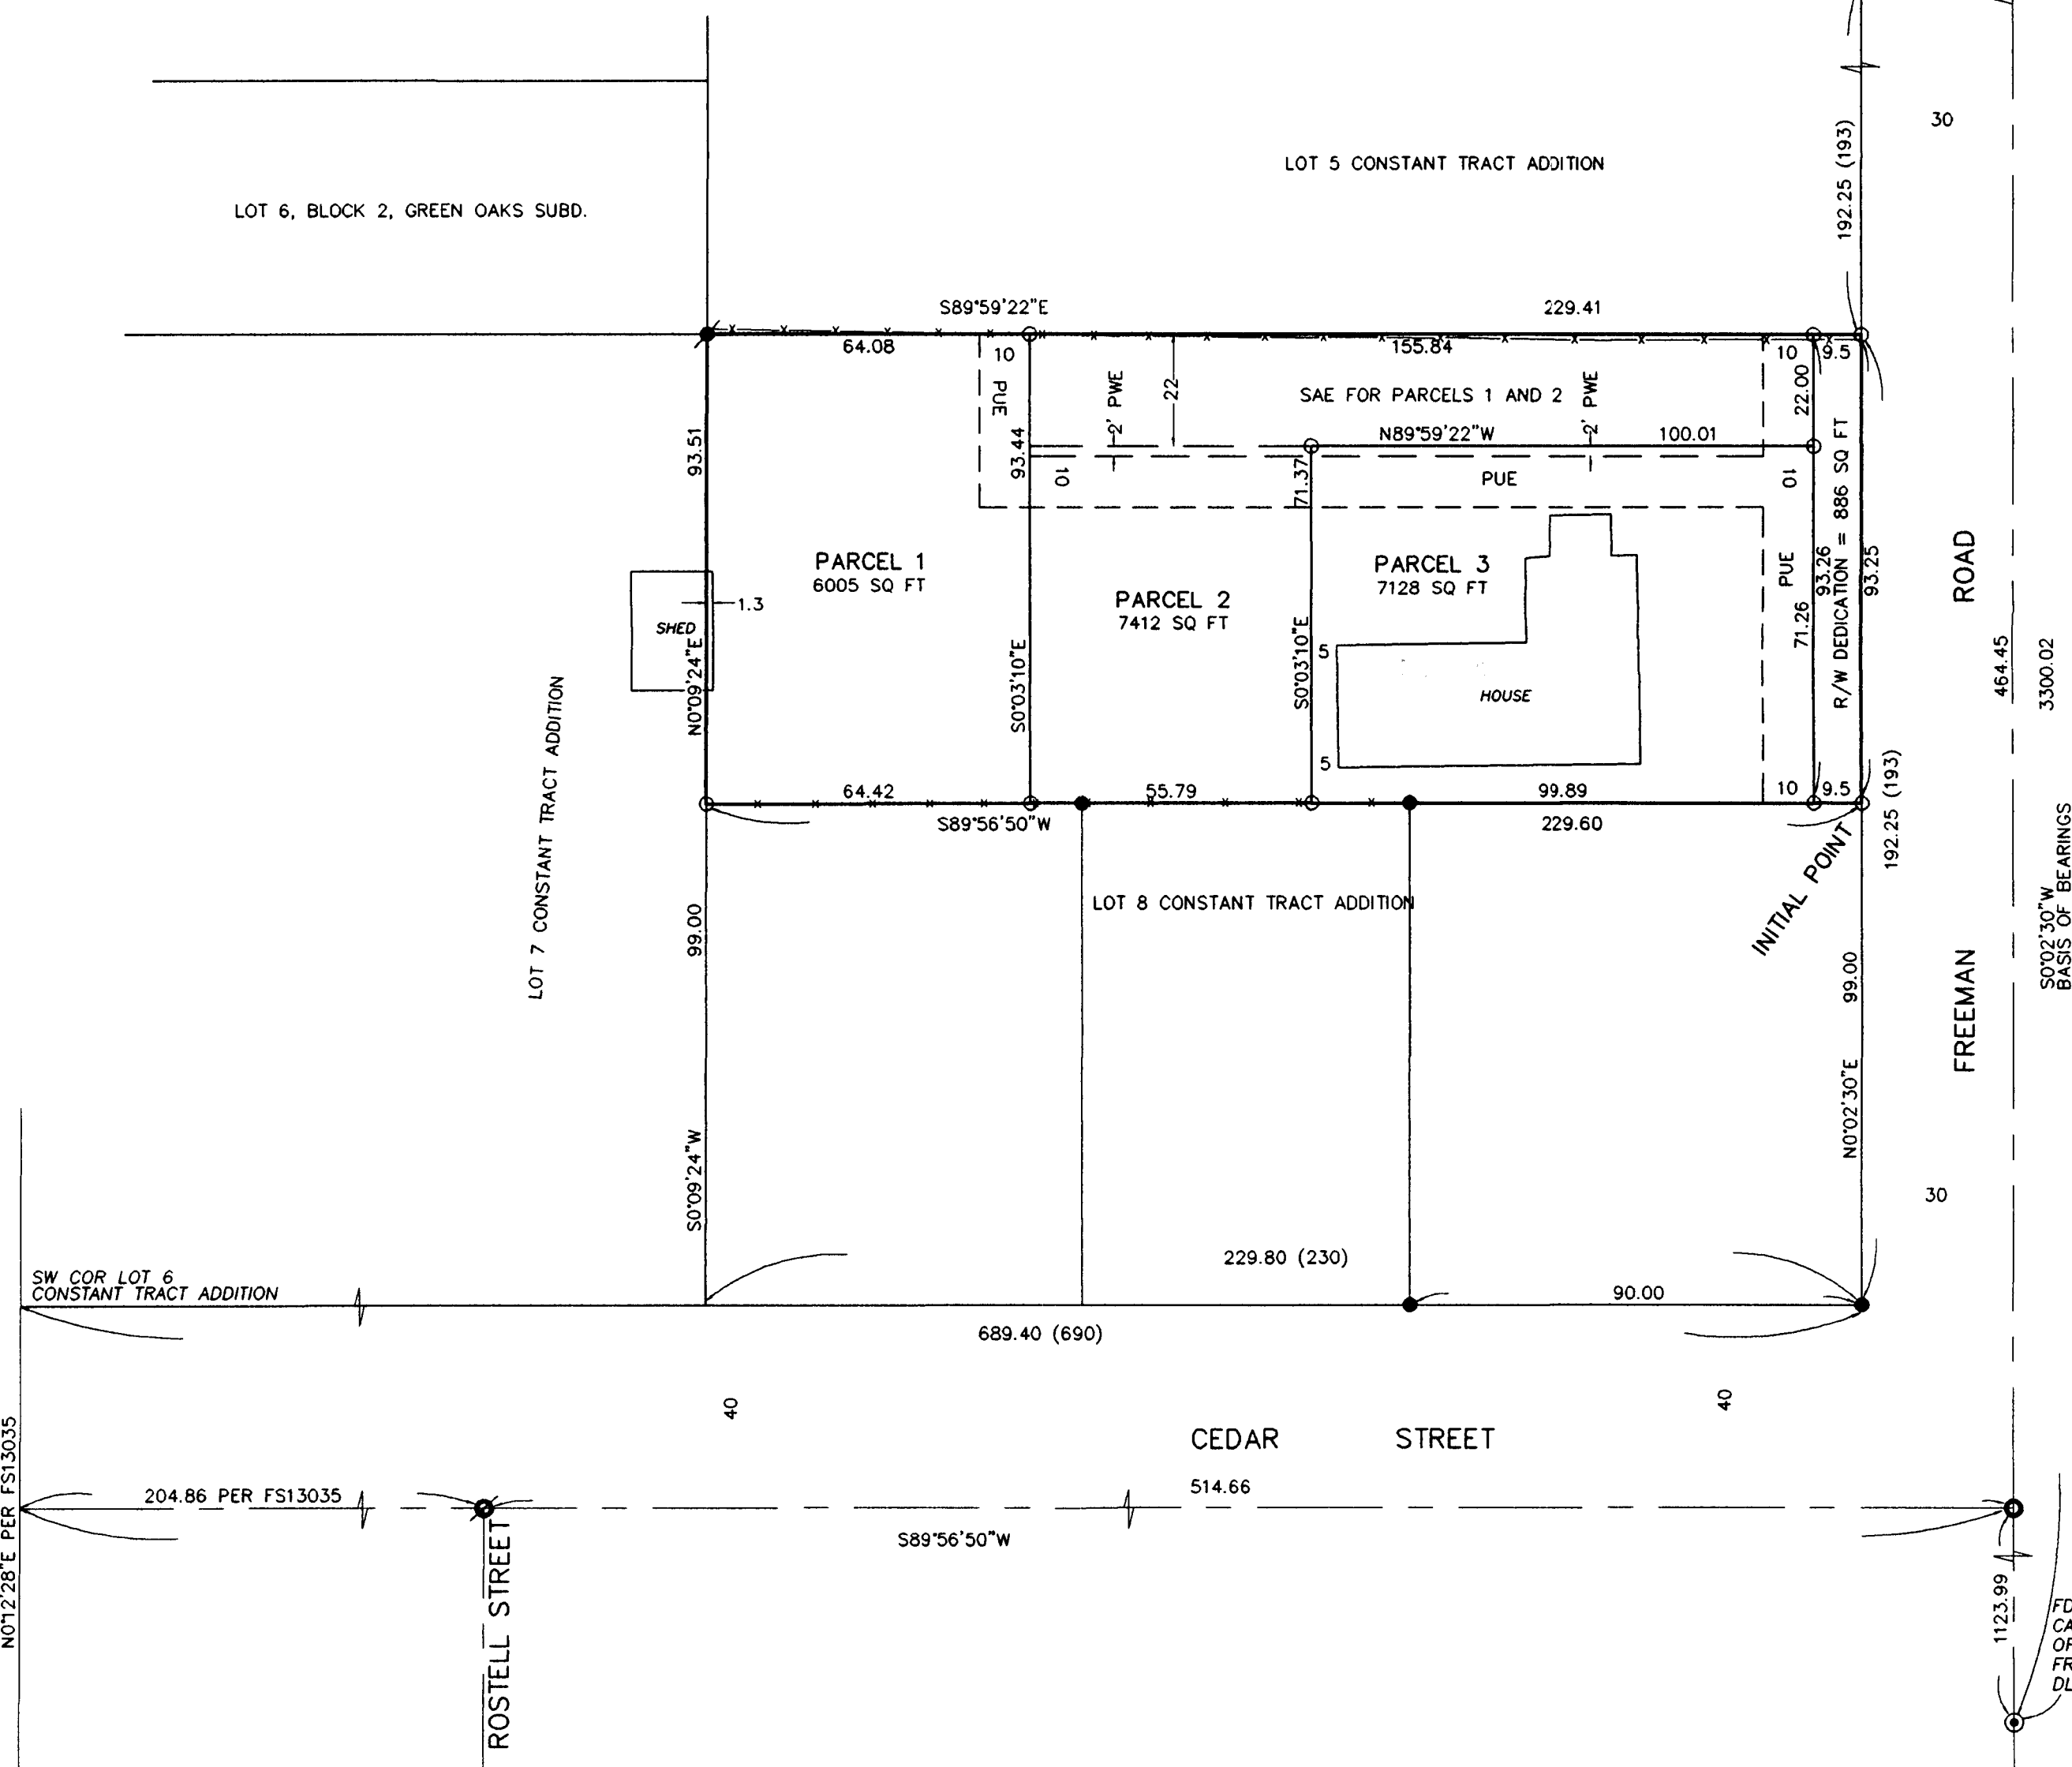 30
LOT 5 CONSTANT TRACT ADDITION
192.25 (193)
LOT 6, BLOCK 2, GREEN OAKS SUBD.
S89°59'22"E
229.41
64.08
10
155.84
10
9.5
PUE
2' PWE
22
SAE FOR PARCELS 1 AND 2
2' PWE
22.00
93.51
93.44
N89°59'22"W
100.01
10
71.37
PUE
10
PARCEL 1
6005 SQ FT
PARCEL 2
7412 SQ FT
PARCEL 3
7128 SQ FT
PUE
93.26
71.26
R/W DEDICATION = 886 SQ FT
93.25
ROAD
1.3
SHED
N0°09'24"E
S0°03'10"E
S0°03'10"E
5
HOUSE
5
464.45
3300.02
LOT 7 CONSTANT TRACT ADDITION
64.42
55.79
99.89
10
9.5
S89°56'50"W
229.60
192.25 (193)
INITIAL POINT
LOT 8 CONSTANT TRACT ADDITION
99.00
99.00
FREEMAN
S0°02'30"W
BASIS OF BEARINGS
S0°09'24"W
N0°02'30"E
30
229.80 (230)
SW COR LOT 6
CONSTANT TRACT ADDITION
90.00
689.40 (690)
40
40
CEDAR STREET
N0°12'28"E PER FS13035
204.86 PER FS13035
514.66
S89°56'50"W
ROSTELL STREET
1123.99
FD
CA
OF
FR
DL